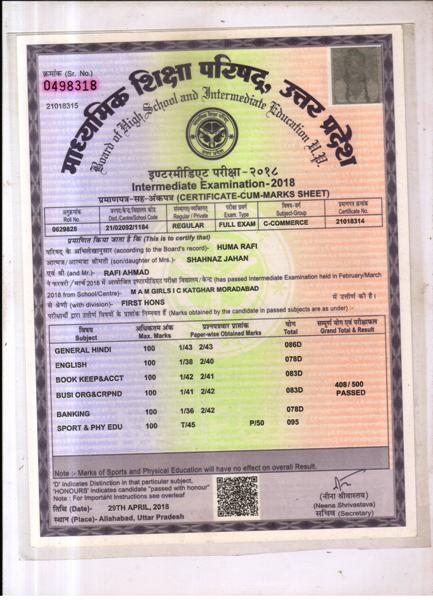 क्रमांक (Sr. No.)
0498318
21018315
माध्यमिक शिक्षा परिषद्, उत्तर प्रदेश
Board of High School and Intermediate Education U.P.
इण्टरमीडिएट परीक्षा-२०१८
Intermediate Examination-2018
प्रमाणपत्र-सह-अंकपत्र (CERTIFICATE-CUM-MARKS SHEET)
अनुक्रमांक Roll No. जनपद/केन्द्र/विद्यालय कोड Dist. Centre/School Code संस्थागत/व्यक्तिगत Regular / Private परीक्षा प्रकार Exam. Type विषय-वर्ग Subject-Group प्रमाणपत्र क्रमांक Certificate No.
0629828 21/02092/1184 REGULAR FULL EXAM C-COMMERCE 21018314
प्रमाणित किया जाता है कि (This is to certify that)
परिषद् के अभिलेखानुसार (according to the Board's record)- HUMA RAFI
आत्मज/आत्मजा श्रीमती (son/daughter of Mrs.)- SHAHNAZ JAHAN
एवं श्री (and Mr.)- RAFI AHMAD
ने फरवरी / मार्च 2018 में आयोजित इण्टरमीडिएट परीक्षा विद्यालय/केन्द्र (has passed Intermediate Examination held in February/March
2018 from School/Centre)- M A M GIRLS I C KATGHAR MORADABAD
से श्रेणी (with division)- FIRST HONS में उत्तीर्ण की है।
परीक्षार्थी द्वारा प्राप्तांकों का विवरण निम्नवत है (Marks obtained by the candidate in passed subjects are as under) :
विषय Subject अधिकतम अंक Max. Marks प्रश्नपत्रवार प्राप्तांक Paper-wise Obtained Marks योग Total सम्पूर्ण योग एवं परीक्षाफल Grand Total & Result
GENERAL HINDI 100 1/43 2/43 086D
ENGLISH 100 1/38 2/40 078D
BOOK KEEP&ACCT 100 1/42 2/41 083D
BUSI ORG&CRPND 100 1/41 2/42 083D 408/500
PASSED
BANKING 100 1/36 2/42 078D
SPORT & PHY EDU 100 T/45 P/50 095
Note :- Marks of Sports and Physical Education will have no effect on overall Result.
'D' indicates Distinction in that particular subject,
'HONOURS' indicates candidate "passed with honour"
Note : For Important Instructions see overleaf
तिथि (Date)- 29TH APRIL, 2018
स्थान (Place)- Allahabad, Uttar Pradesh
(नीना श्रीवास्तव)
(Neena Shrivastava)
सचिव (Secretary)